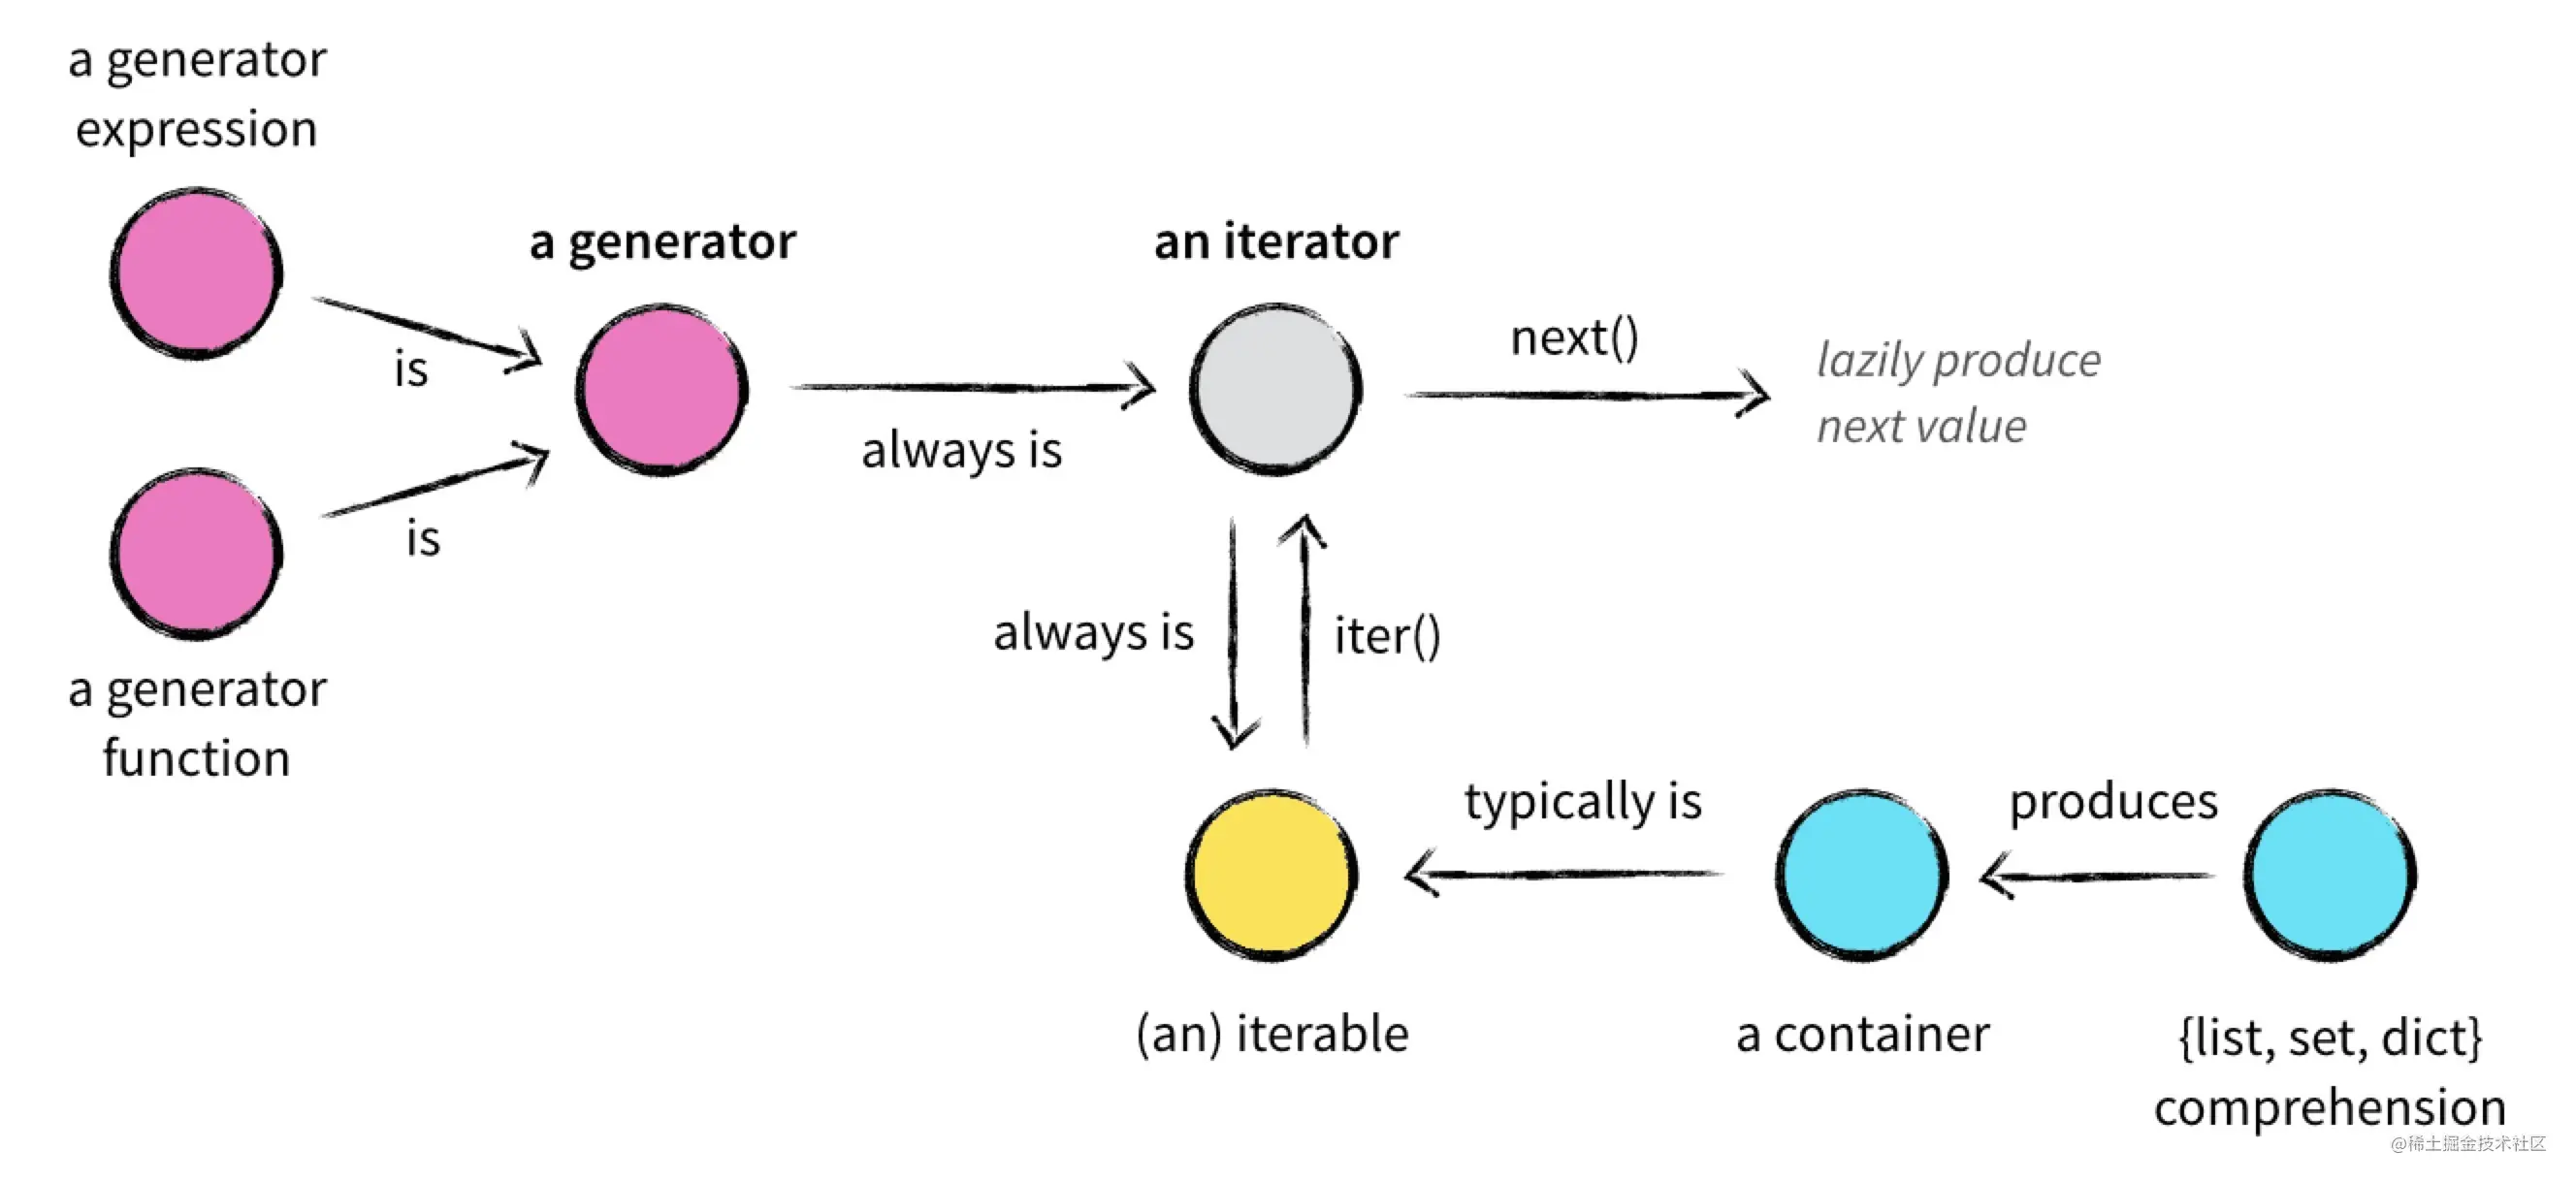 a generator
expression
is
a generator
function
is
a generator
always is
an iterator
next()
lazily produce
next value
always is
iter()
(an) iterable
typically is
a container
produces
{list, set, dict}
comprehension
@稀土掘金技术社区